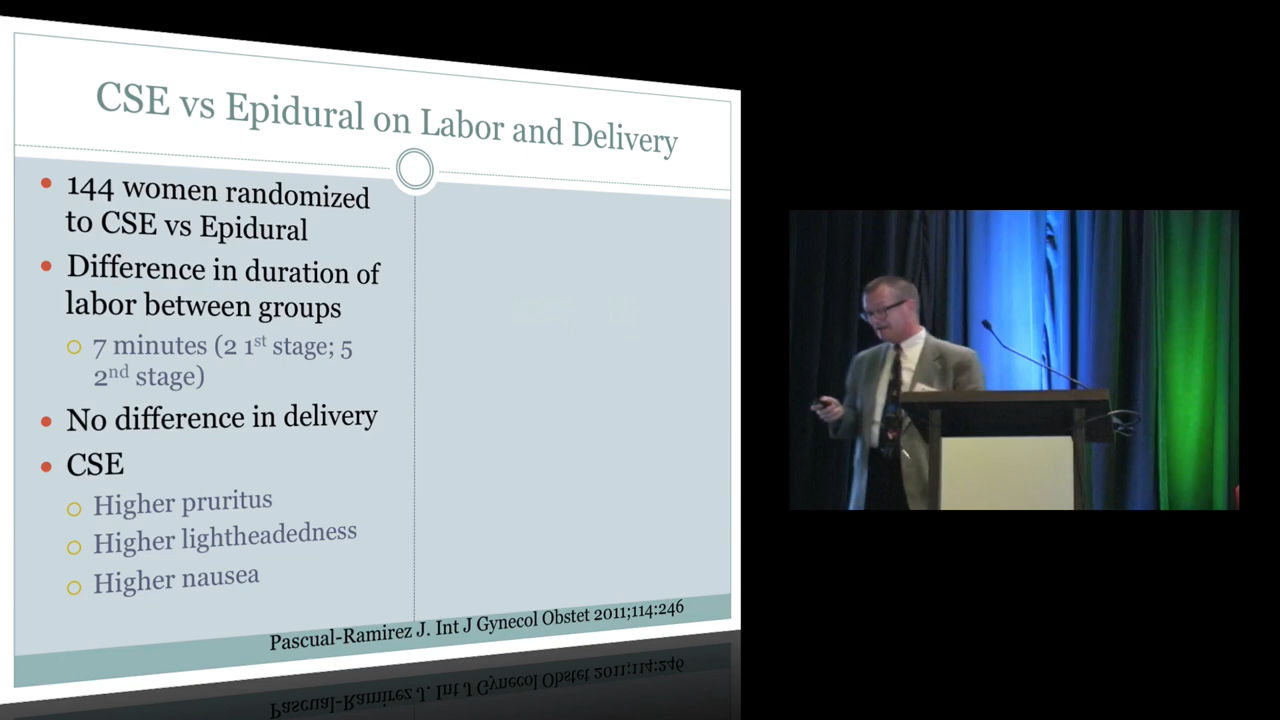 CSE vs Epidural on Labor and Delivery
144 women randomized
to CSE vs Epidural
Difference in duration of
labor between groups
7 minutes (2 1st stage; 5
2nd stage)
No difference in delivery
CSE
Higher pruritus
Higher lightheadedness
Higher nausea
Pascual-Ramirez J. Int J Gynecol Obstet 2011;114:246